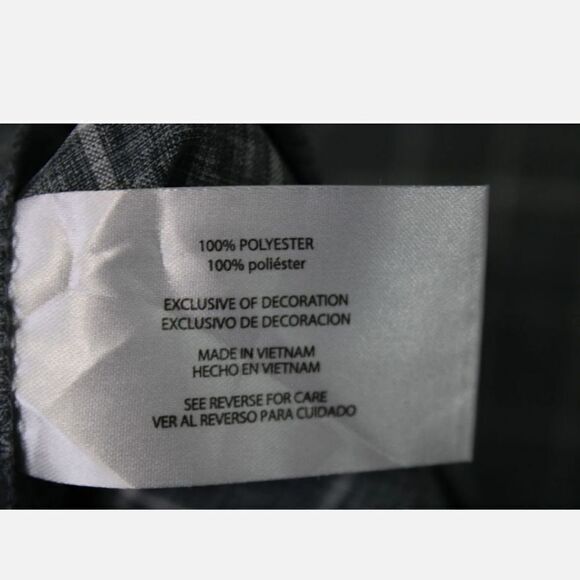 100% POLYESTER
100% poliéster
EXCLUSIVE OF DECORATION
EXCLUSIVO DE DECORACION
MADE IN VIETNAM
HECHO EN VIETNAM
SEE REVERSE FOR CARE
VER AL REVERSO PARA CUIDADO